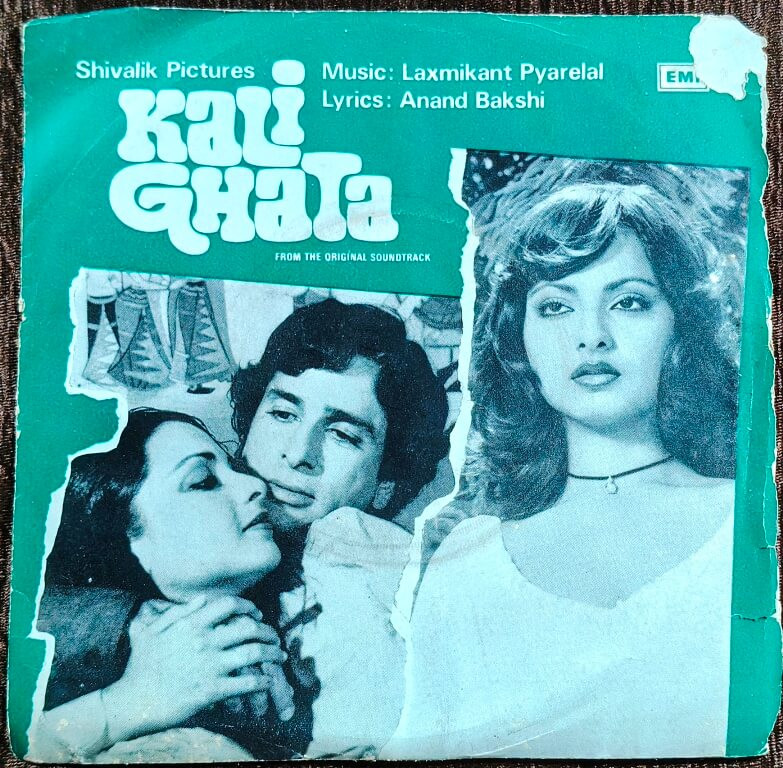 Shivalik Pictures
Kali
Ghata
Music: Laxmikant Pyarelal
Lyrics: Anand Bakshi
EMI
FROM THE ORIGINAL SOUNDTRACK